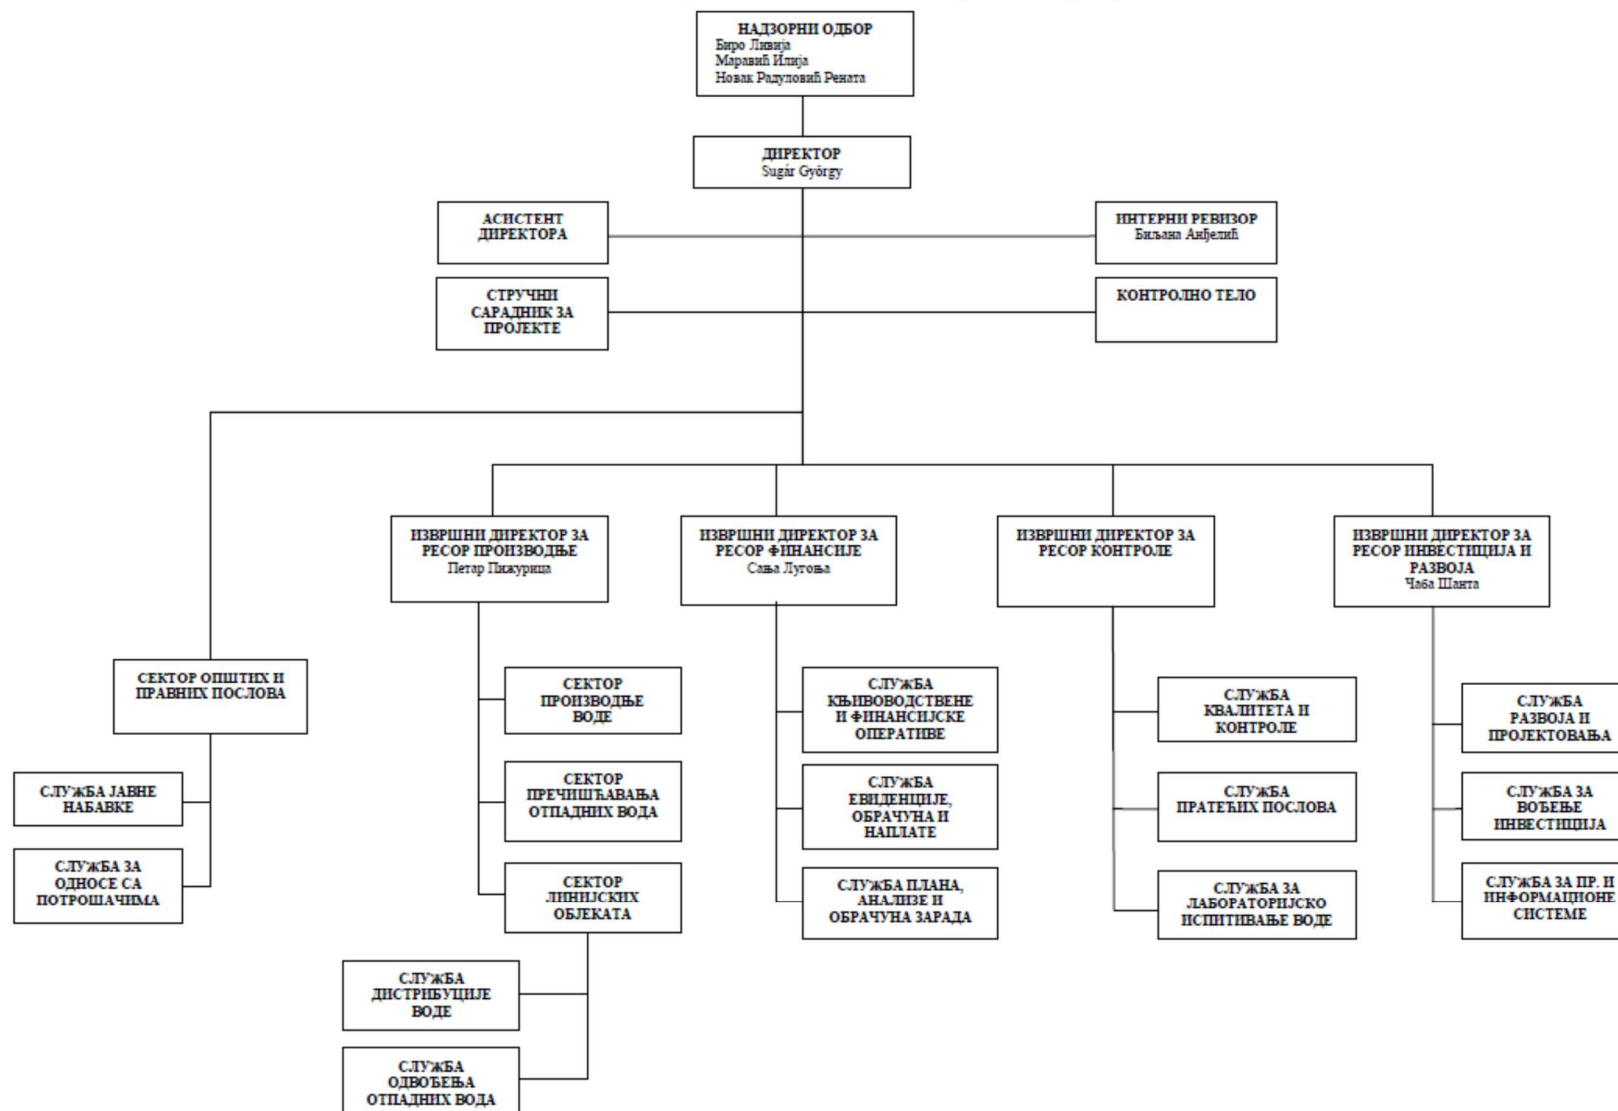 НАДЗОРНИ ОДБОР
Биро Ливија
Маравић Илија
Новак Радуловић Рената
ДИРЕКТОР
Sugár György
АСИСТЕНТ
ДИРЕКТОРА
ИНТЕРНИ РЕВИЗОР
Биљана Анђелић
СТРУЧНИ
САРАДНИК ЗА
ПРОЈЕКТЕ
КОНТРОЛНО ТЕЛО
ИЗВРШНИ ДИРЕКТОР ЗА
РЕСОР ПРОИЗВОДЊЕ
Петар Пижурица
ИЗВРШНИ ДИРЕКТОР ЗА
РЕСОР ФИНАНСИЈЕ
Сања Лугоња
ИЗВРШНИ ДИРЕКТОР ЗА
РЕСОР КОНТРОЛЕ
ИЗВРШНИ ДИРЕКТОР ЗА
РЕСОР ИНВЕСТИЦИЈА И
РАЗВОЈА
Чаба Шанта
СЕКТОР ОПШТИХ И
ПРАВНИХ ПОСЛОВА
СЛУЖБА ЈАВНЕ
НАБАВКЕ
СЛУЖБА ЗА
ОДНОСЕ СА
ПОТРОШАЧИМА
СЕКТОР
ПРОИЗВОДЊЕ
ВОДЕ
СЕКТОР
ПРЕЧИШЋАВАЊА
ОТПАДНИХ ВОДА
СЕКТОР
ЛИНИЈСКИХ
ОБЈЕКАТА
СЛУЖБА
ДИСТРИБУЦИЈЕ
ВОДЕ
СЛУЖБА
ОДВОЂЕЊА
ОТПАДНИХ ВОДА
СЛУЖБА
КЊИВОВОДСТВЕНЕ
И ФИНАНСИЈСКЕ
ОПЕРАТИВЕ
СЛУЖБА
ЕВИДЕНЦИЈЕ,
ОБРАЧУНА И
НАПЛАТЕ
СЛУЖБА ПЛАНА,
АНАЛИЗЕ И
ОБРАЧУНА ЗАРАДА
СЛУЖБА
КВАЛИТЕТА И
КОНТРОЛЕ
СЛУЖБА
ПРАТЕЋИХ ПОСЛОВА
СЛУЖБА ЗА
ЛАБОРАТОРИЈСКО
ИСПИТИВАЊЕ ВОДЕ
СЛУЖБА
РАЗВОЈА И
ПРОЈЕКТОВАЊА
СЛУЖБА ЗА
ВОЂЕЊЕ
ИНВЕСТИЦИЈА
СЛУЖБА ЗА ПР. И
ИНФОРМАЦИОНЕ
СИСТЕМЕ